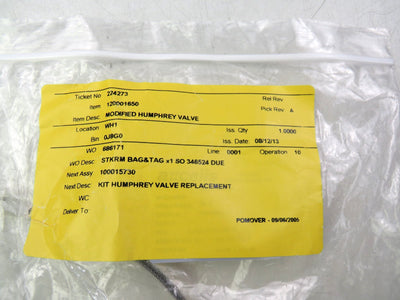 Ticket No 274273 Rel Rev
Item 120001650 Pick Rev A
Item Desc MODIFIED HUMPHREY VALVE
Location WH1 Iss. Qty 1.0000
Bin 0J8G0 Iss. Date 08/12/13
WO 686171 Line 0001 Operation 10
WO Desc STKRM BAG&TAG x1 SO 346524 DUE
Next Assy 100015730
Next Desc KIT HUMPHREY VALVE REPLACEMENT
WC
Deliver To
POMOVER - 09/06/2005